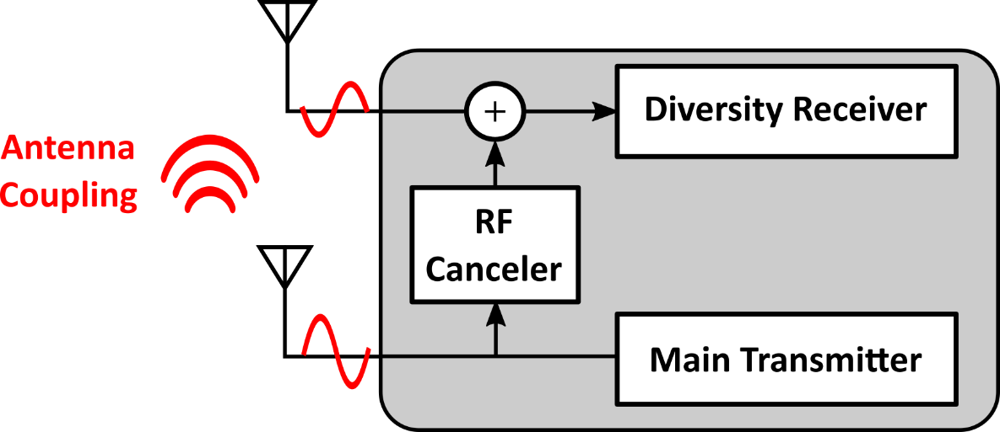 Diversity Receiver
+
Antenna
Coupling
RF
Canceler
Main Transmitter